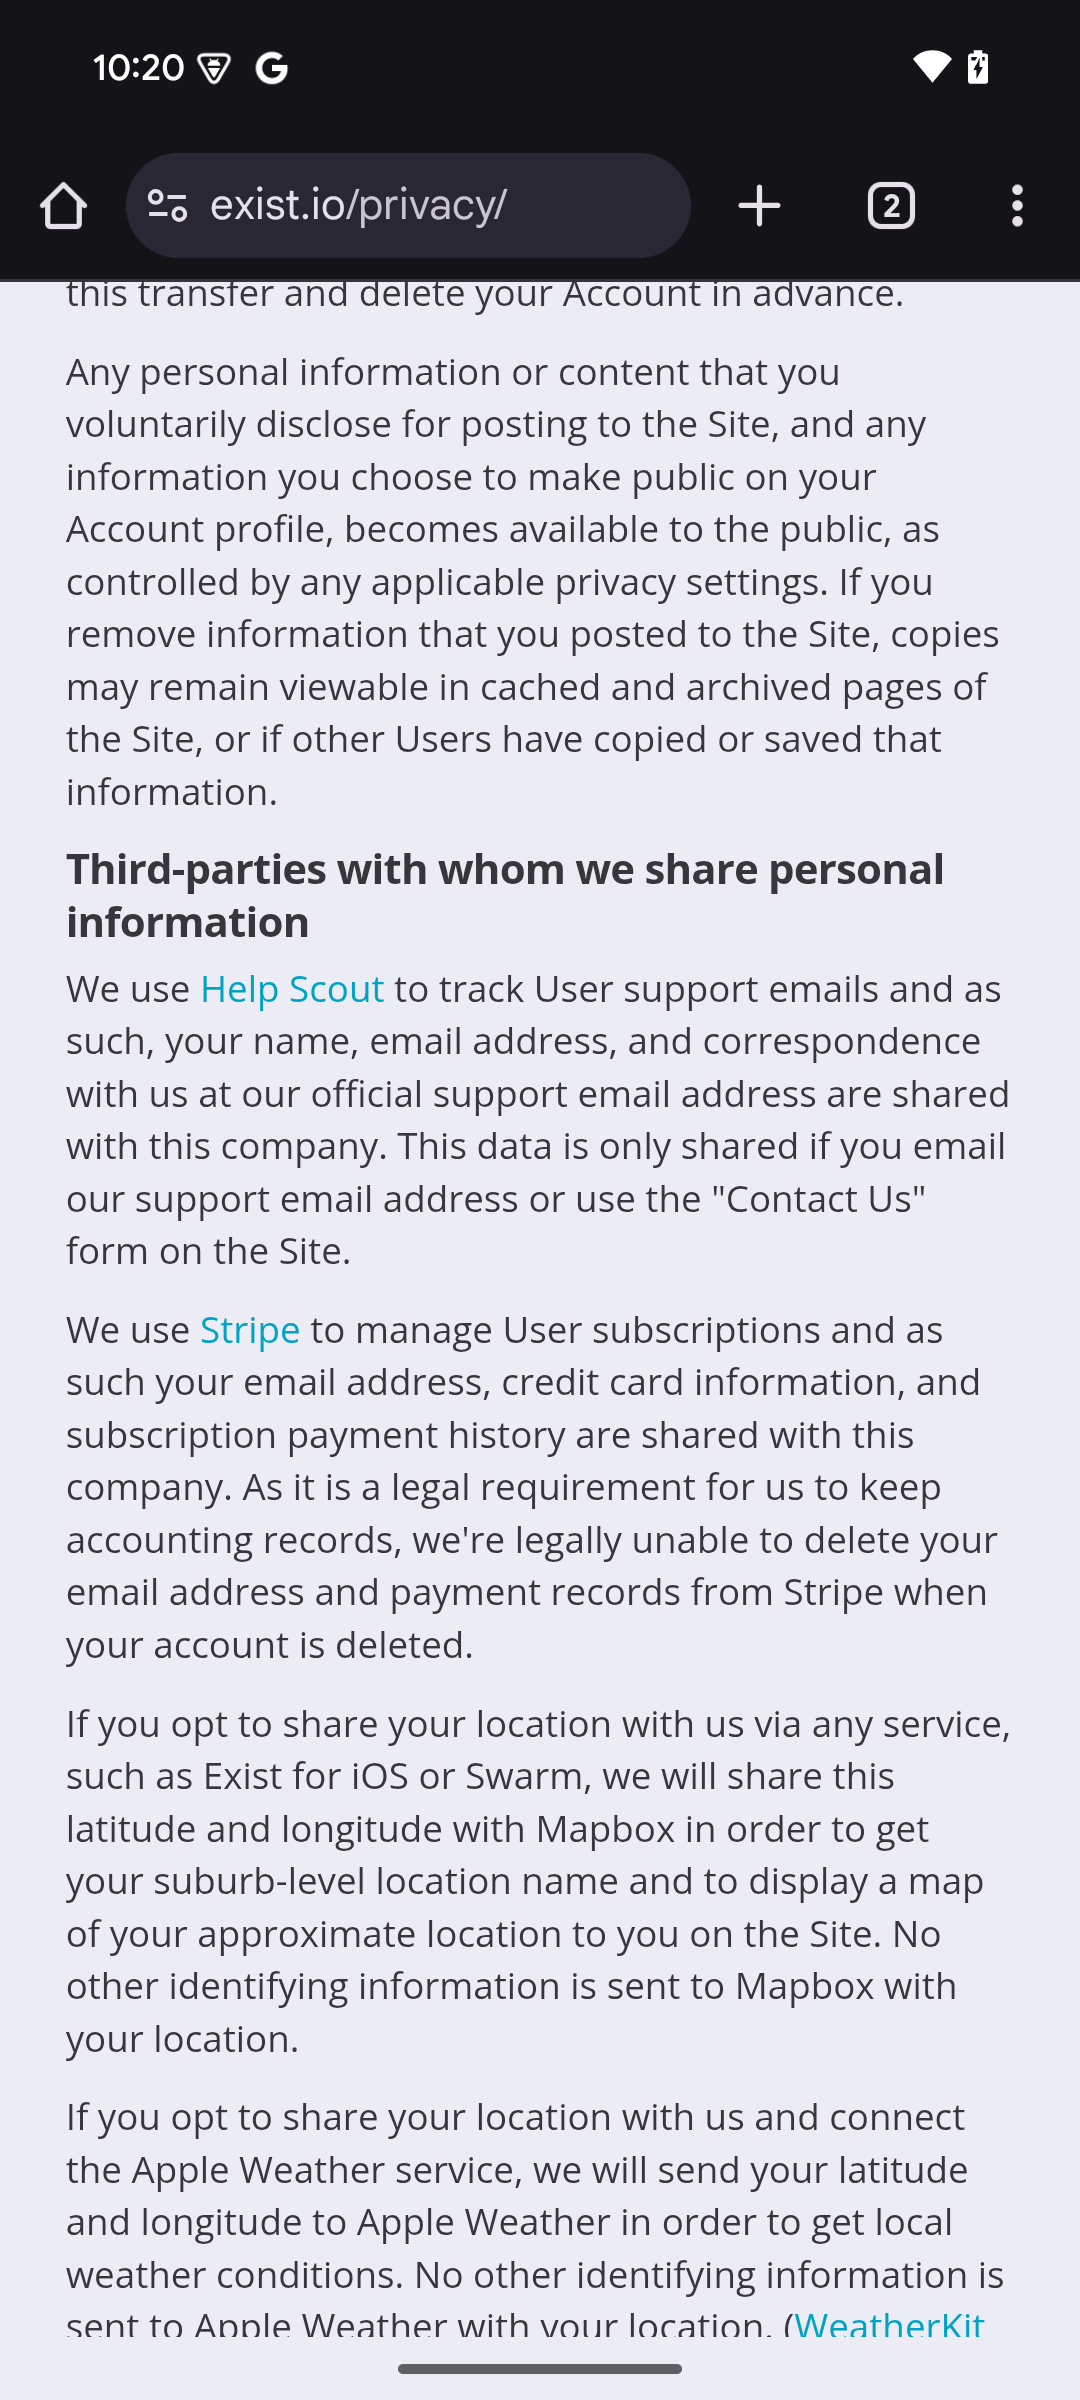 10:20
exist.io/privacy/
2
this transfer and delete your Account in advance.
Any personal information or content that you
voluntarily disclose for posting to the Site, and any
information you choose to make public on your
Account profile, becomes available to the public, as
controlled by any applicable privacy settings. If you
remove information that you posted to the Site, copies
may remain viewable in cached and archived pages of
the Site, or if other Users have copied or saved that
information.
Third-parties with whom we share personal
information
We use Help Scout to track User support emails and as
such, your name, email address, and correspondence
with us at our official support email address are shared
with this company. This data is only shared if you email
our support email address or use the "Contact Us"
form on the Site.
We use Stripe to manage User subscriptions and as
such your email address, credit card information, and
subscription payment history are shared with this
company. As it is a legal requirement for us to keep
accounting records, we're legally unable to delete your
email address and payment records from Stripe when
your account is deleted.
If you opt to share your location with us via any service,
such as Exist for iOS or Swarm, we will share this
latitude and longitude with Mapbox in order to get
your suburb-level location name and to display a map
of your approximate location to you on the Site. No
other identifying information is sent to Mapbox with
your location.
If you opt to share your location with us and connect
the Apple Weather service, we will send your latitude
and longitude to Apple Weather in order to get local
weather conditions. No other identifying information is
sent to Apple Weather with your location. (WeatherKit